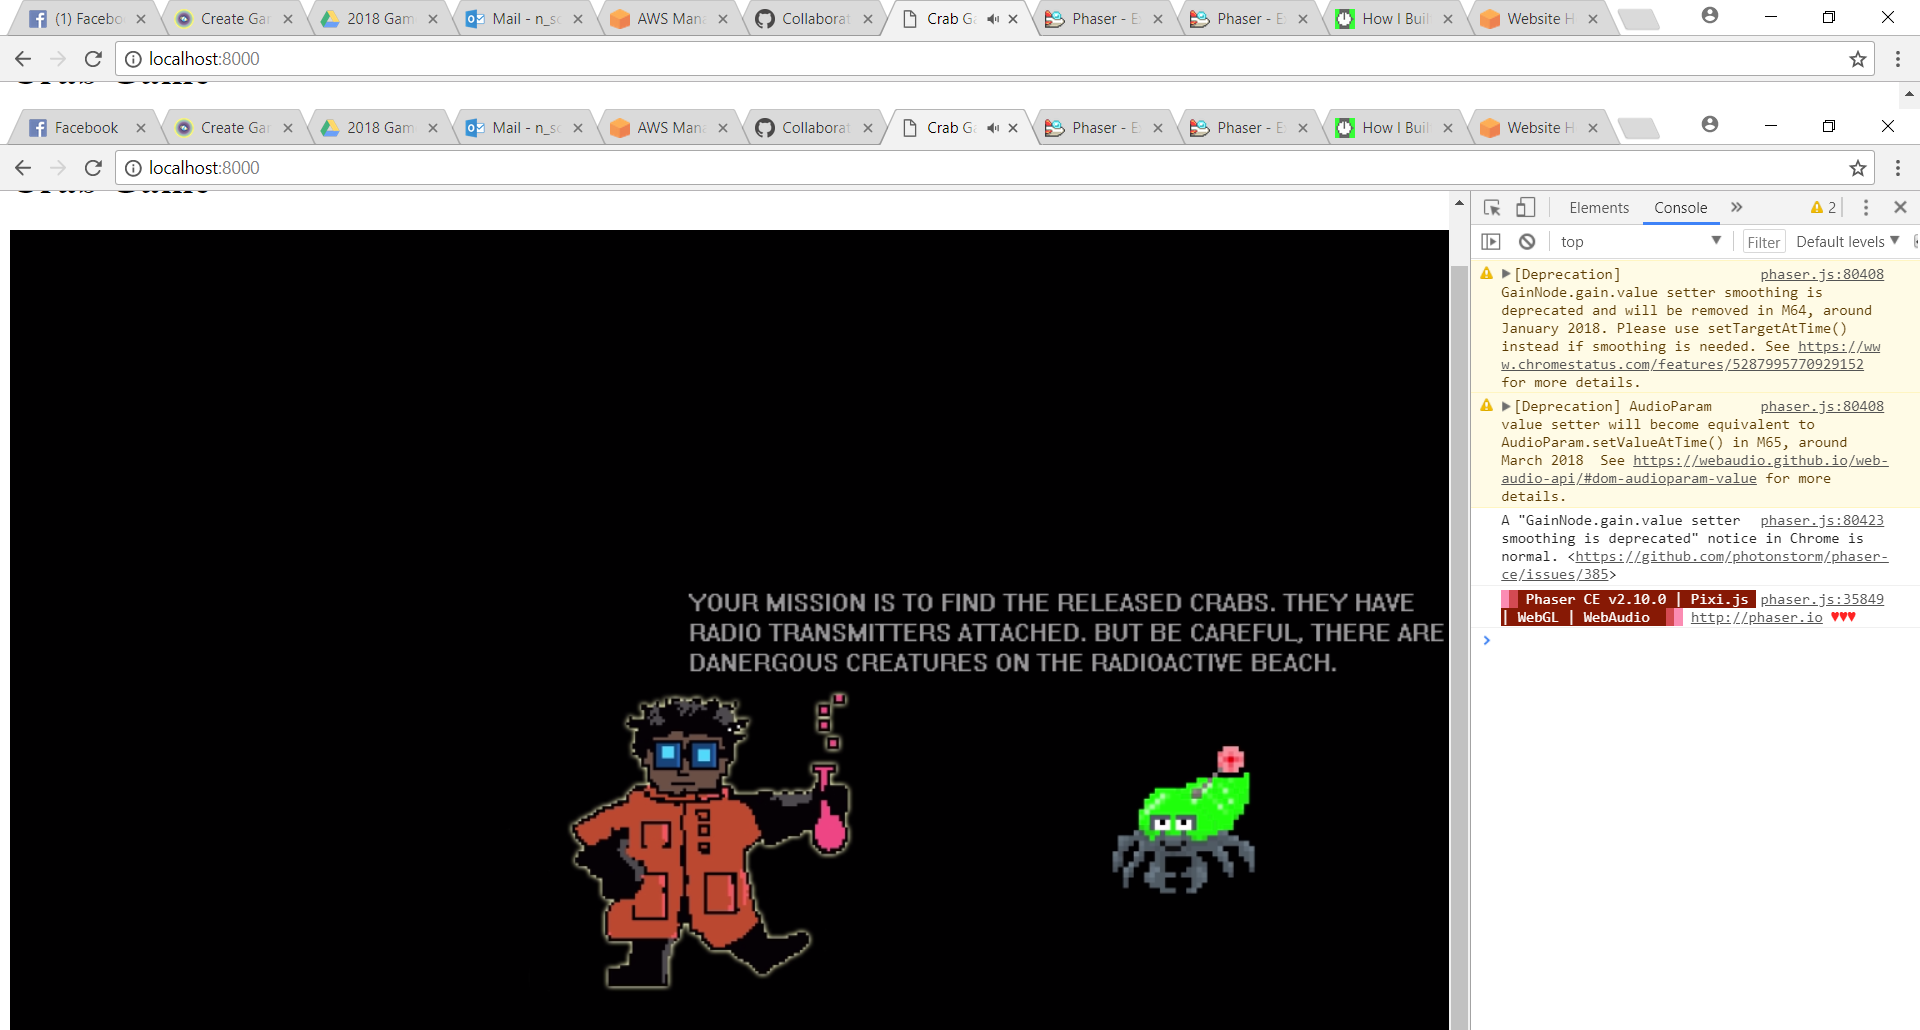 (1) Facebo
Create Ga
2018 Gam
Mail - n_s
AWS Mana
Collaborat
Crab G
Phaser - E
Phaser - E
How I Buil
Website H
localhost:8000
Crab Game
Facebook
Create Gar
2018 Gam
Mail - n_sc
AWS Mana
Collaborat
Crab G
Phaser - E
Phaser - E
How I Buil
Website H
localhost:8000
Crab Game
Elements Console » 2
top Filter Default levels
[Deprecation] phaser.js:80408
GainNode.gain.value setter smoothing is
deprecated and will be removed in M64, around
January 2018. Please use setTargetAtTime()
instead if smoothing is needed. See https://ww
w.chromestatus.com/features/5287995770929152
for more details.
[Deprecation] AudioParam phaser.js:80408
value setter will become equivalent to
AudioParam.setValueAtTime() in M65, around
March 2018 See https://webaudio.github.io/web-
audio-api/#dom-audioparam-value for more
details.
A "GainNode.gain.value setter phaser.js:80423
smoothing is deprecated" notice in Chrome is
normal. <https://github.com/photonstorm/phaser-
ce/issues/385>
Phaser CE v2.10.0 | Pixi.js phaser.js:35849
| WebGL | WebAudio http://phaser.io ♥♥♥
YOUR MISSION IS TO FIND THE RELEASED CRABS. THEY HAVE
RADIO TRANSMITTERS ATTACHED. BUT BE CAREFUL, THERE ARE
DANERGOUS CREATURES ON THE RADIOACTIVE BEACH.